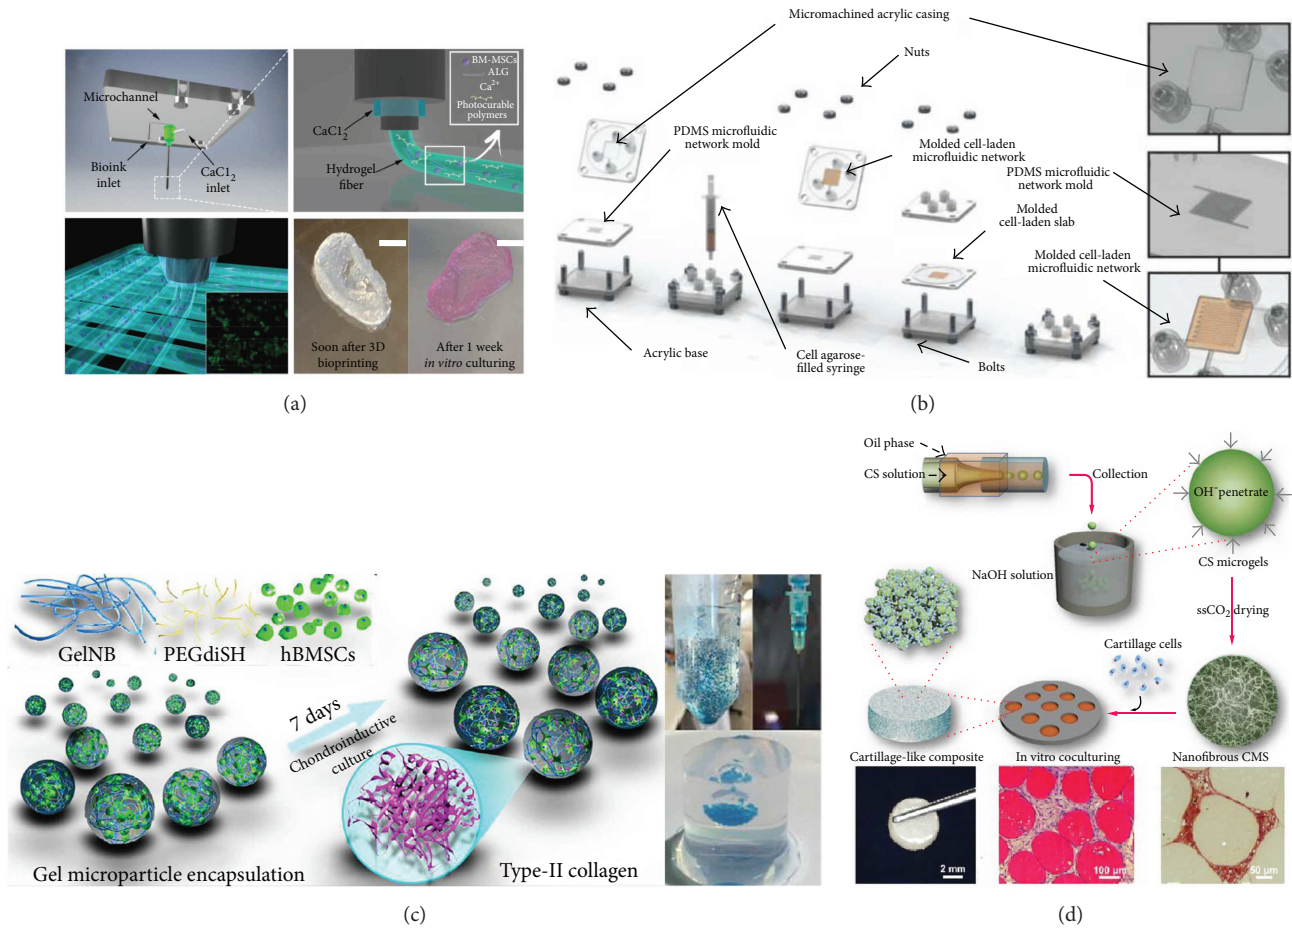 Microchannel
Bioink
inlet
CaC1₂
inlet
BM-MSCs
ALG
Ca²⁺
Photocurable
polymers
CaC1₂
Hydrogel
fiber
Soon after 3D
bioprinting
After 1 week
in vitro culturing
(a)
Micromachined acrylic casing
Nuts
PDMS microfluidic
network mold
Molded cell-laden
microfluidic network
PDMS microfluidic
network mold
Molded
cell-laden slab
Molded cell-laden
microfluidic network
Acrylic base
Cell agarose-
filled syringe
Bolts
(b)
GelNB
PEGdiSH
hBMSCs
7 days
Chondroinductive
culture
Gel microparticle encapsulation
Type-II collagen
(c)
Oil phase
CS solution
Collection
OH⁻ penetrate
NaOH solution
CS microgels
ssCO₂ drying
Cartillage cells
Cartillage-like composite
In vitro coculturing
Nanofibrous CMS
2 mm
100 μm
50 μm
(d)